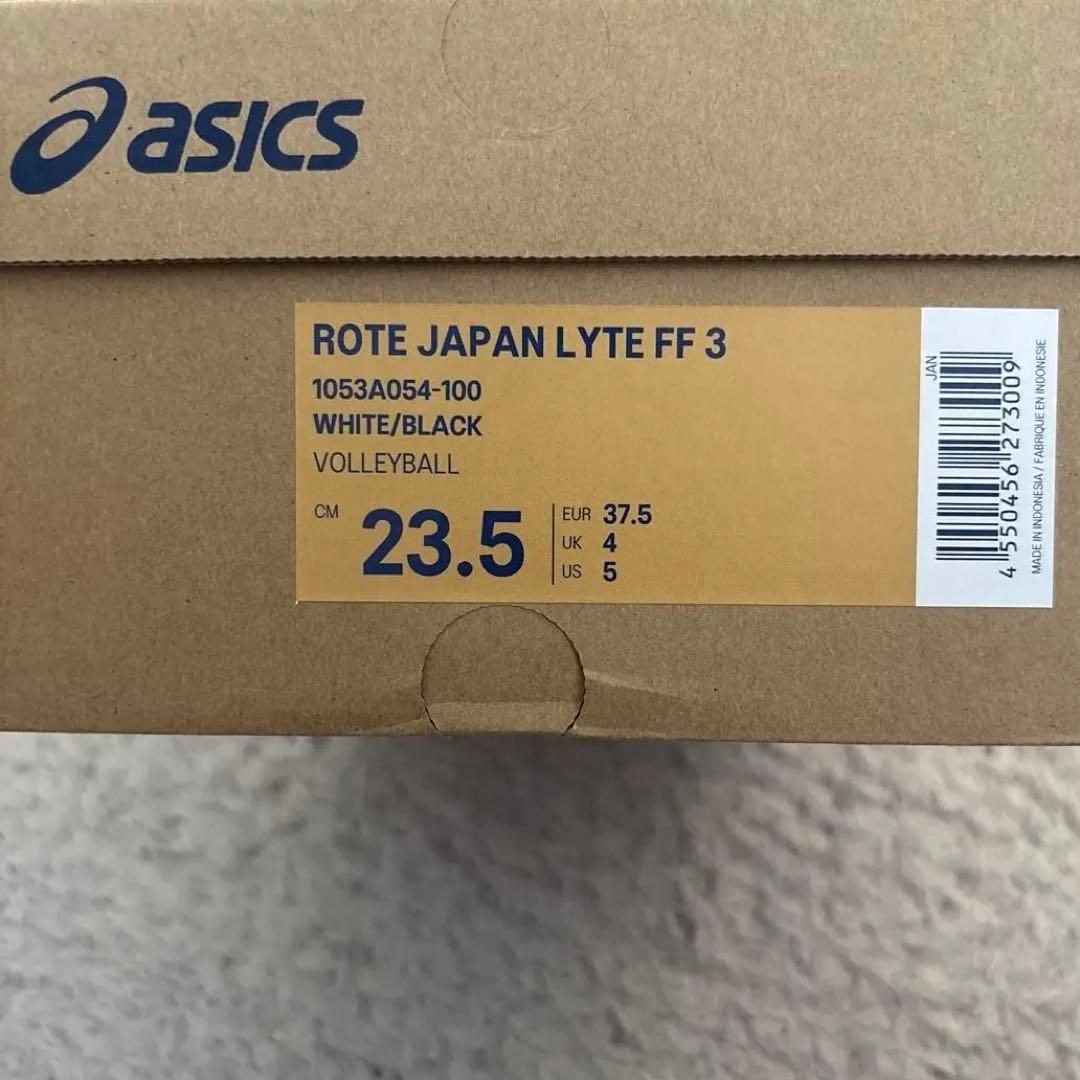 asics
ROTE JAPAN LYTE FF 3
1053A054-100
WHITE/BLACK
VOLLEYBALL
CM 23.5
EUR 37.5
UK 4
US 5
JAN
4 550456 273009
MADE IN INDONESIA / FABRIQUE EN INDONESIE